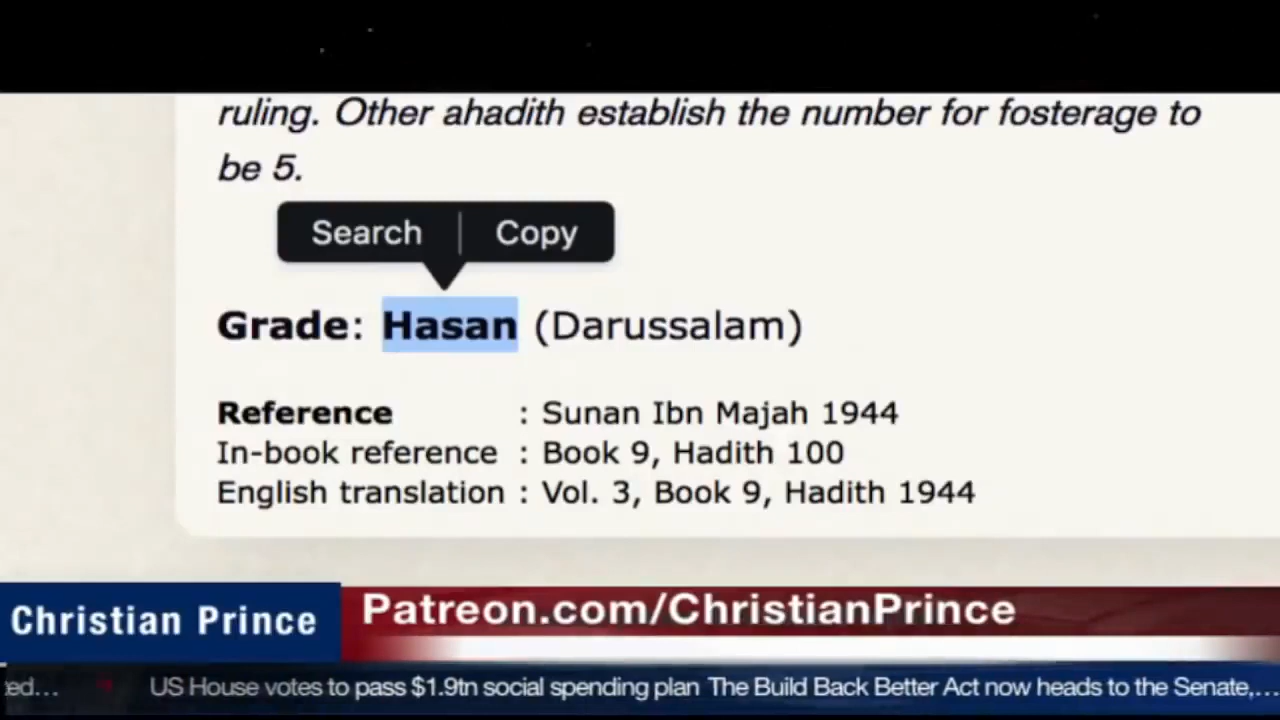 ruling. Other ahadith establish the number for fosterage to
be 5.
Search Copy
Grade: Hasan (Darussalam)
Reference : Sunan Ibn Majah 1944
In-book reference : Book 9, Hadith 100
English translation : Vol. 3, Book 9, Hadith 1944
Christian Prince
Patreon.com/ChristianPrince
ed... US House votes to pass $1.9tn social spending plan The Build Back Better Act now heads to the Senate,...